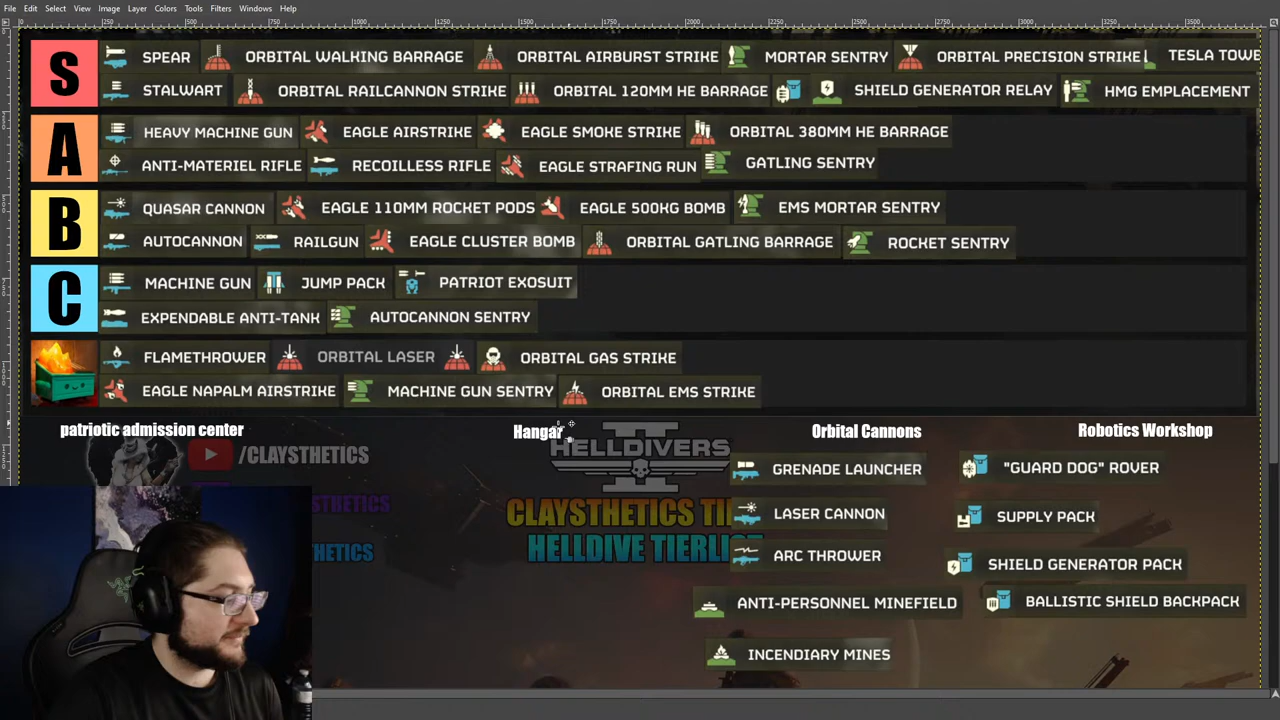 File Edit Select View Image Layer Colors Tools Filters Windows Help
S
SPEAR ORBITAL WALKING BARRAGE ORBITAL AIRBURST STRIKE MORTAR SENTRY ORBITAL PRECISION STRIKE TESLA TOWE
STALWART ORBITAL RAILCANNON STRIKE ORBITAL 120MM HE BARRAGE SHIELD GENERATOR RELAY HMG EMPLACEMENT
A
HEAVY MACHINE GUN EAGLE AIRSTRIKE EAGLE SMOKE STRIKE ORBITAL 380MM HE BARRAGE
ANTI-MATERIEL RIFLE RECOILLESS RIFLE EAGLE STRAFING RUN GATLING SENTRY
B
QUASAR CANNON EAGLE 110MM ROCKET PODS EAGLE 500KG BOMB EMS MORTAR SENTRY
AUTOCANNON RAILGUN EAGLE CLUSTER BOMB ORBITAL GATLING BARRAGE ROCKET SENTRY
C
MACHINE GUN JUMP PACK PATRIOT EXOSUIT
EXPENDABLE ANTI-TANK AUTOCANNON SENTRY
FLAMETHROWER ORBITAL LASER ORBITAL GAS STRIKE
EAGLE NAPALM AIRSTRIKE MACHINE GUN SENTRY ORBITAL EMS STRIKE
patriotic admission center Hangar Orbital Cannons Robotics Workshop
/CLAYSTHETICS
HELLDIVERS
II
GRENADE LAUNCHER "GUARD DOG" ROVER
CLAYSTHETICS
LASER CANNON SUPPLY PACK
HELLDIVE TIERLIST
ARC THROWER SHIELD GENERATOR PACK
ANTI-PERSONNEL MINEFIELD BALLISTIC SHIELD BACKPACK
INCENDIARY MINES